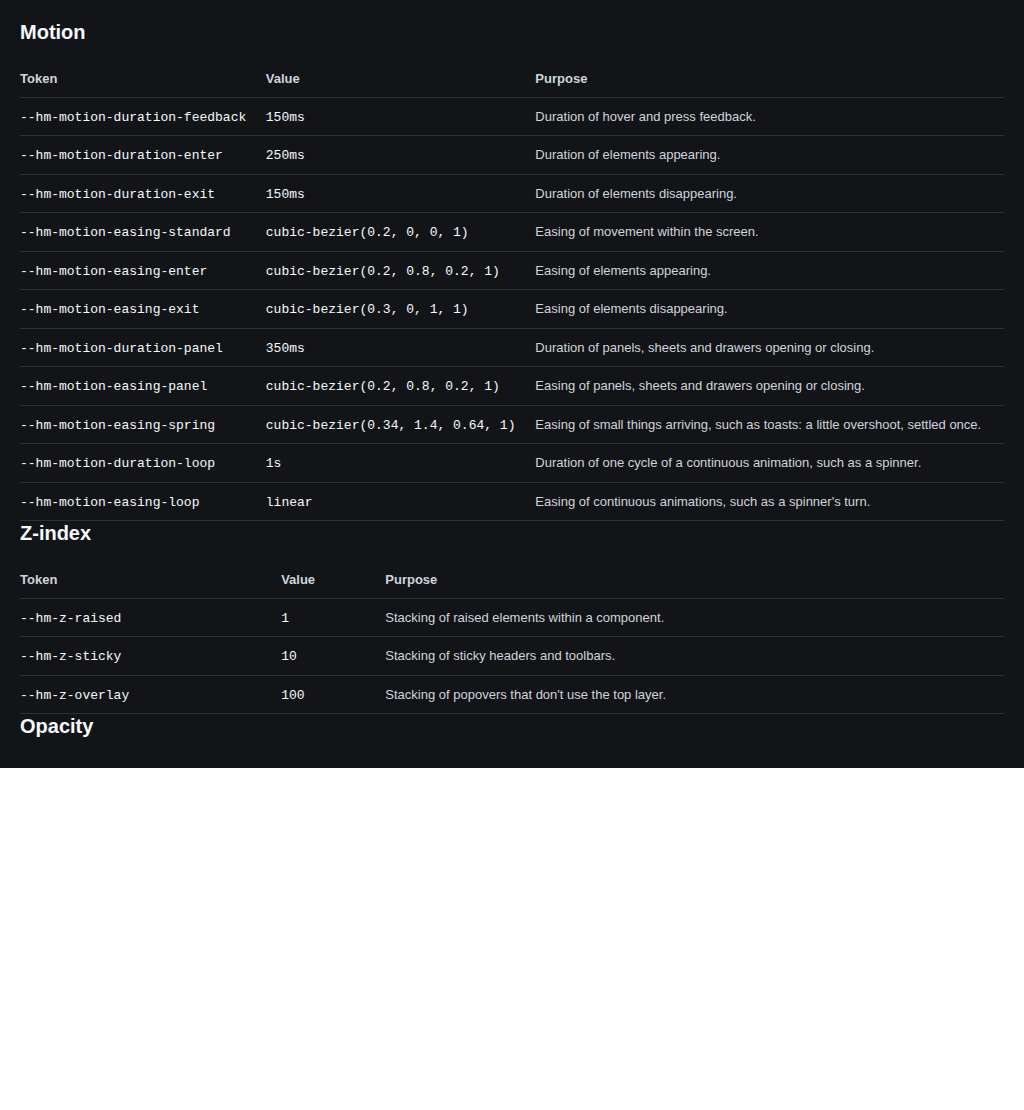 Motion
Token Value Purpose
--hm-motion-duration-feedback 150ms Duration of hover and press feedback.
--hm-motion-duration-enter 250ms Duration of elements appearing.
--hm-motion-duration-exit 150ms Duration of elements disappearing.
--hm-motion-easing-standard cubic-bezier(0.2, 0, 0, 1) Easing of movement within the screen.
--hm-motion-easing-enter cubic-bezier(0.2, 0.8, 0.2, 1) Easing of elements appearing.
--hm-motion-easing-exit cubic-bezier(0.3, 0, 1, 1) Easing of elements disappearing.
--hm-motion-duration-panel 350ms Duration of panels, sheets and drawers opening or closing.
--hm-motion-easing-panel cubic-bezier(0.2, 0.8, 0.2, 1) Easing of panels, sheets and drawers opening or closing.
--hm-motion-easing-spring cubic-bezier(0.34, 1.4, 0.64, 1) Easing of small things arriving, such as toasts: a little overshoot, settled once.
--hm-motion-duration-loop 1s Duration of one cycle of a continuous animation, such as a spinner.
--hm-motion-easing-loop linear Easing of continuous animations, such as a spinner's turn.
Z-index
Token Value Purpose
--hm-z-raised 1 Stacking of raised elements within a component.
--hm-z-sticky 10 Stacking of sticky headers and toolbars.
--hm-z-overlay 100 Stacking of popovers that don't use the top layer.
Opacity